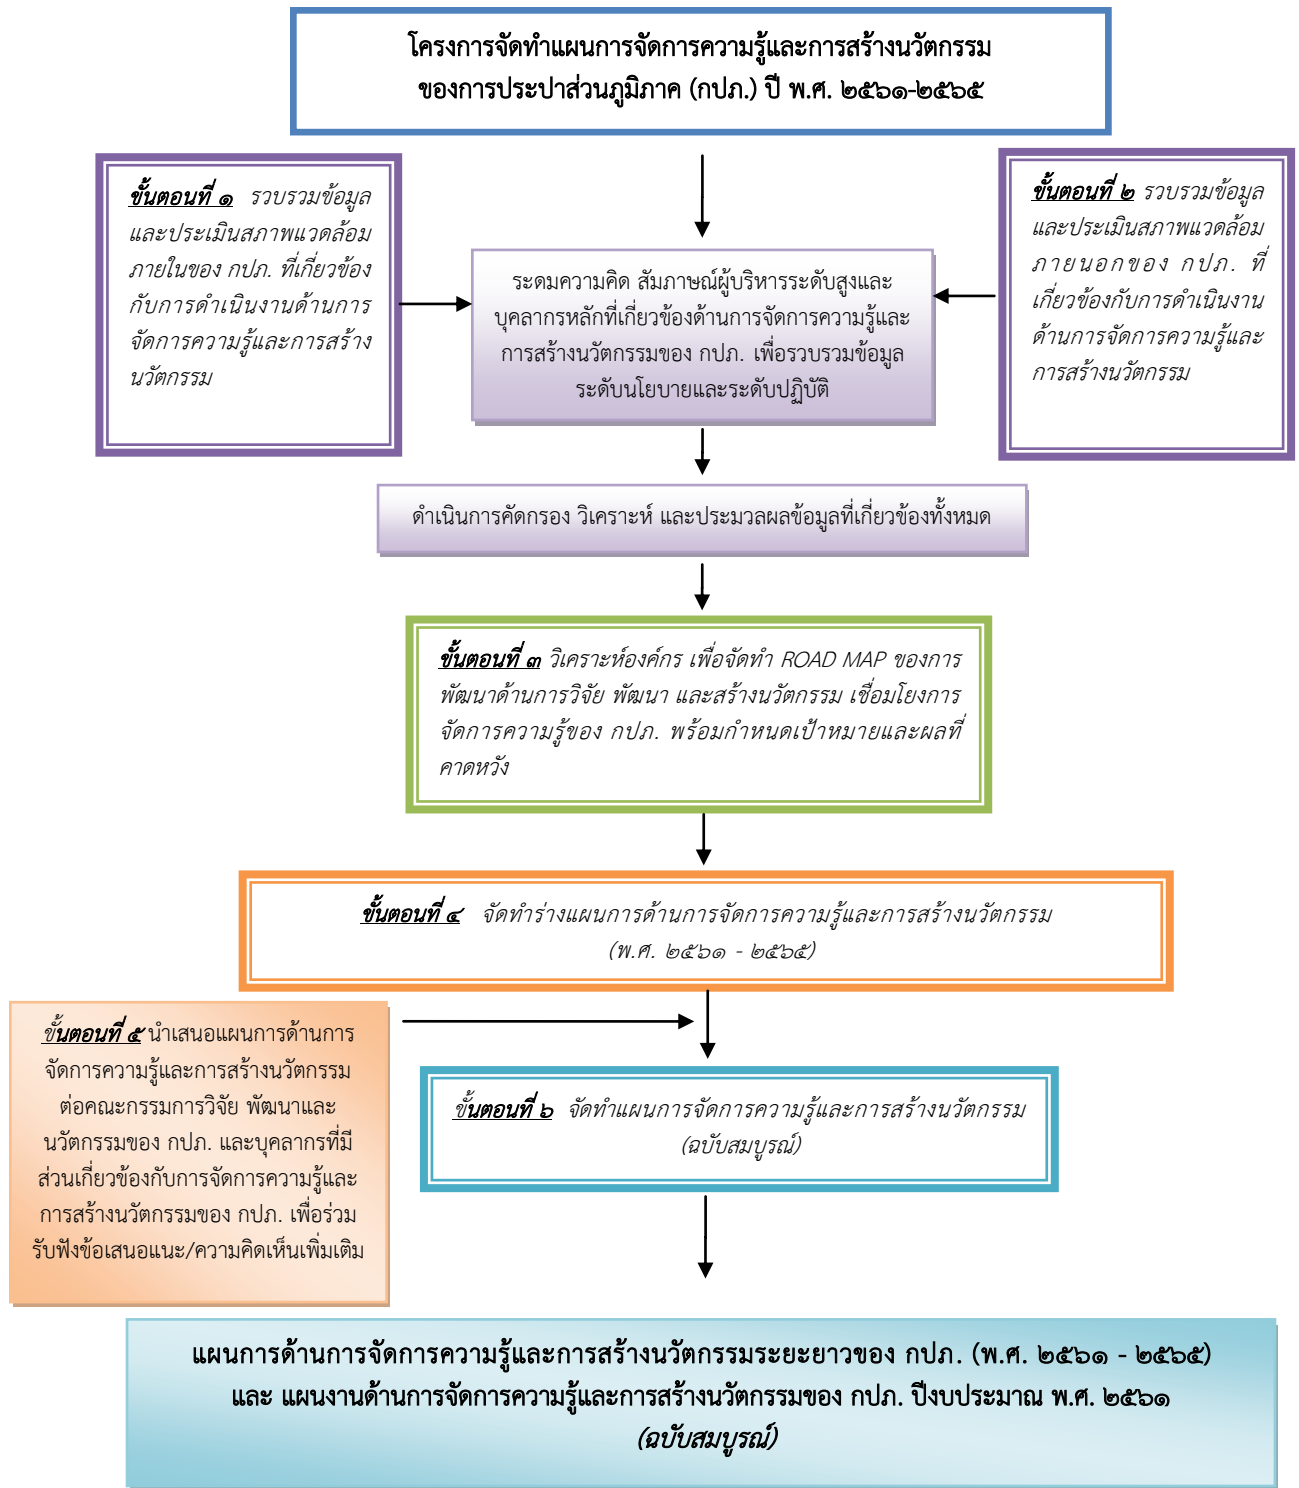 โครงการจัดทำแผนการจัดการความรู้และการสร้างนวัตกรรม
ของการประปาส่วนภูมิภาค (กปภ.) ปี พ.ศ. ๒๕๖๑-๒๕๖๕
ขั้นตอนที่ ๑ รวบรวมข้อมูล
และประเมินสภาพแวดล้อม
ภายในของ กปภ. ที่เกี่ยวข้อง
กับการดำเนินงานด้านการ
จัดการความรู้และการสร้าง
นวัตกรรม
ขั้นตอนที่ ๒ รวบรวมข้อมูล
และประเมินสภาพแวดล้อม
ภายนอกของ กปภ. ที่
เกี่ยวข้องกับการดำเนินงาน
ด้านการจัดการความรู้และ
การสร้างนวัตกรรม
ระดมความคิด สัมภาษณ์ผู้บริหารระดับสูงและ
บุคลากรหลักที่เกี่ยวข้องด้านการจัดการความรู้และ
การสร้างนวัตกรรมของ กปภ. เพื่อรวบรวมข้อมูล
ระดับนโยบายและระดับปฏิบัติ
ดำเนินการคัดกรอง วิเคราะห์ และประมวลผลข้อมูลที่เกี่ยวข้องทั้งหมด
ขั้นตอนที่ ๓ วิเคราะห์องค์กร เพื่อจัดทำ ROAD MAP ของการ
พัฒนาด้านการวิจัย พัฒนา และสร้างนวัตกรรม เชื่อมโยงการ
จัดการความรู้ของ กปภ. พร้อมกำหนดเป้าหมายและผลที่
คาดหวัง
ขั้นตอนที่ ๔ จัดทำร่างแผนการด้านการจัดการความรู้และการสร้างนวัตกรรม
(พ.ศ. ๒๕๖๑ - ๒๕๖๕)
ขั้นตอนที่ ๕ นำเสนอแผนการด้านการ
จัดการความรู้และการสร้างนวัตกรรม
ต่อคณะกรรมการวิจัย พัฒนาและ
นวัตกรรมของ กปภ. และบุคลากรที่มี
ส่วนเกี่ยวข้องกับการจัดการความรู้และ
การสร้างนวัตกรรมของ กปภ. เพื่อร่วม
รับฟังข้อเสนอแนะ/ความคิดเห็นเพิ่มเติม
ขั้นตอนที่ ๖ จัดทำแผนการจัดการความรู้และการสร้างนวัตกรรม
(ฉบับสมบูรณ์)
แผนการด้านการจัดการความรู้และการสร้างนวัตกรรมระยะยาวของ กปภ. (พ.ศ. ๒๕๖๑ - ๒๕๖๕)
และ แผนงานด้านการจัดการความรู้และการสร้างนวัตกรรมของ กปภ. ปีงบประมาณ พ.ศ. ๒๕๖๑
(ฉบับสมบูรณ์)